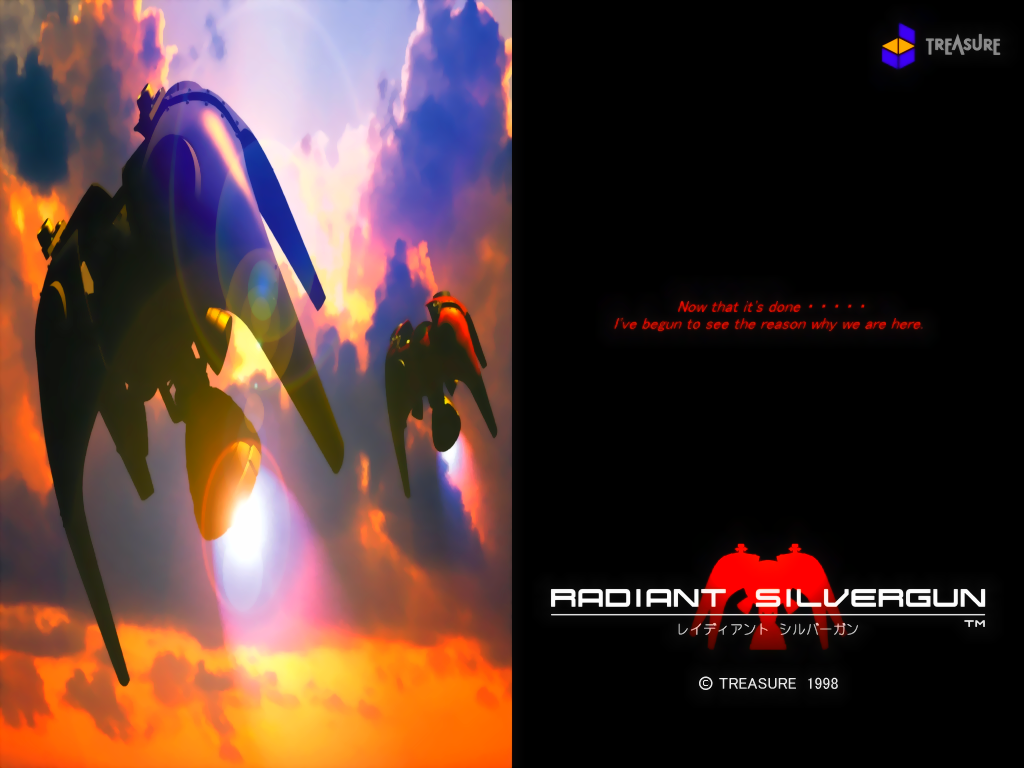 TREASURE
Now that it's done ・・・・・
I've begun to see the reason why we are here.
RADIANT SILVERGUN
TM
レイディアント シルバーガン
© TREASURE 1998